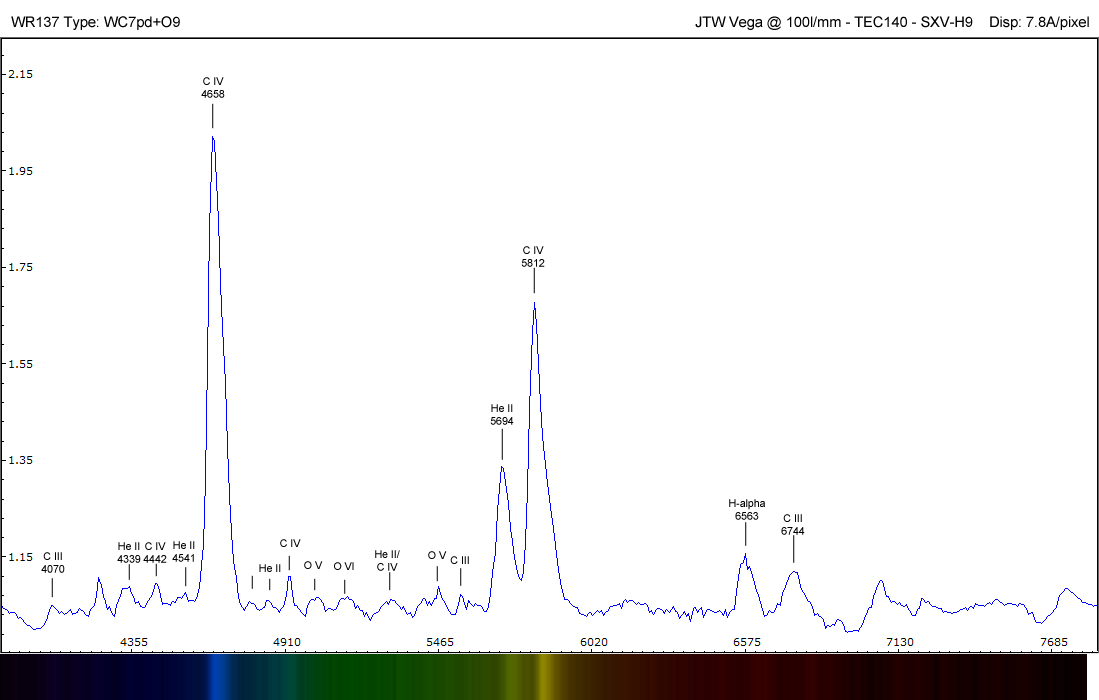 WR137 Type: WC7pd+O9
JTW Vega @ 100l/mm - TEC140 - SXV-H9 Disp: 7.8A/pixel
2.15
1.95
1.75
1.55
1.35
1.15
C III
4070
He II
4339
C IV
4442
He II
4541
C IV
4658
He II
C IV
O V
O VI
He II/
C IV
O V
C III
He II
5694
C IV
5812
H-alpha
6563
C III
6744
4355 4910 5465 6020 6575 7130 7685